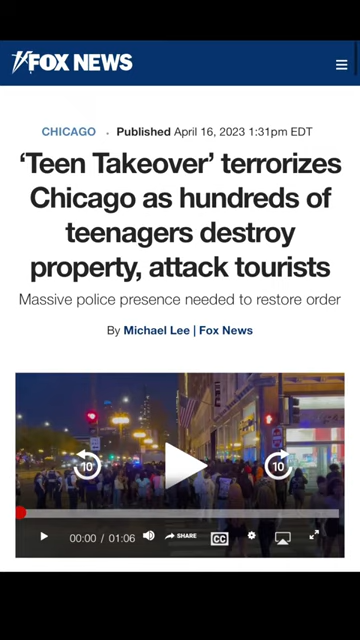 FOX NEWS
CHICAGO · Published April 16, 2023 1:31pm EDT
‘Teen Takeover’ terrorizes
Chicago as hundreds of
teenagers destroy
property, attack tourists
Massive police presence needed to restore order
By Michael Lee | Fox News
10
10
00:00 / 01:06
SHARE
CC